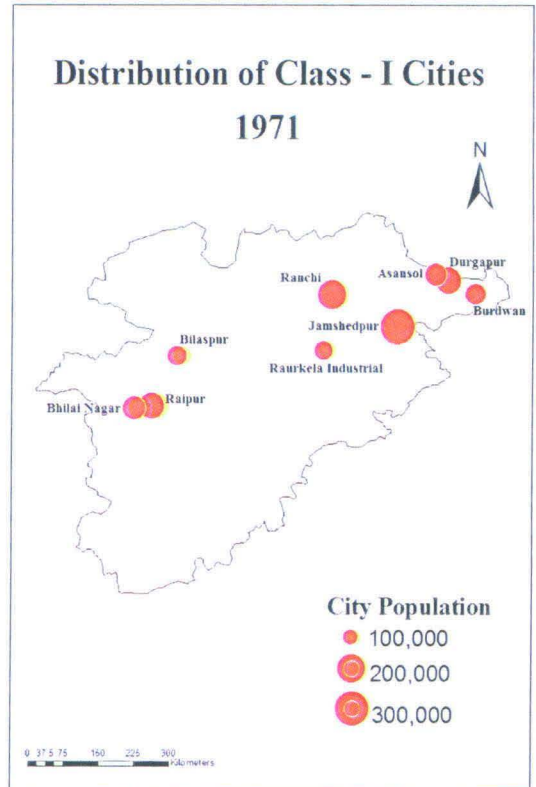 Distribution of Class - I Cities
1971
N
Durgapur
Asansol
Ranchi
Burdwan
Jamshedpur
Bilaspur
Raurkela Industrial
Raipur
Bhilai Nagar
City Population
100,000
200,000
300,000
0 37.5 75 150 225 300
Kilometers